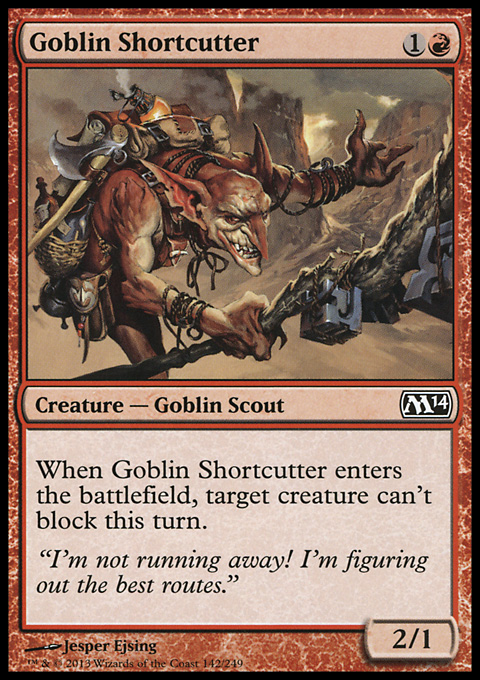 Goblin Shortcutter 1
Creature — Goblin Scout M14
When Goblin Shortcutter enters
the battlefield, target creature can't
block this turn.
“I'm not running away! I'm figuring
out the best routes.”
2/1
Jesper Ejsing
™ & © 2013 Wizards of the Coast 142/249